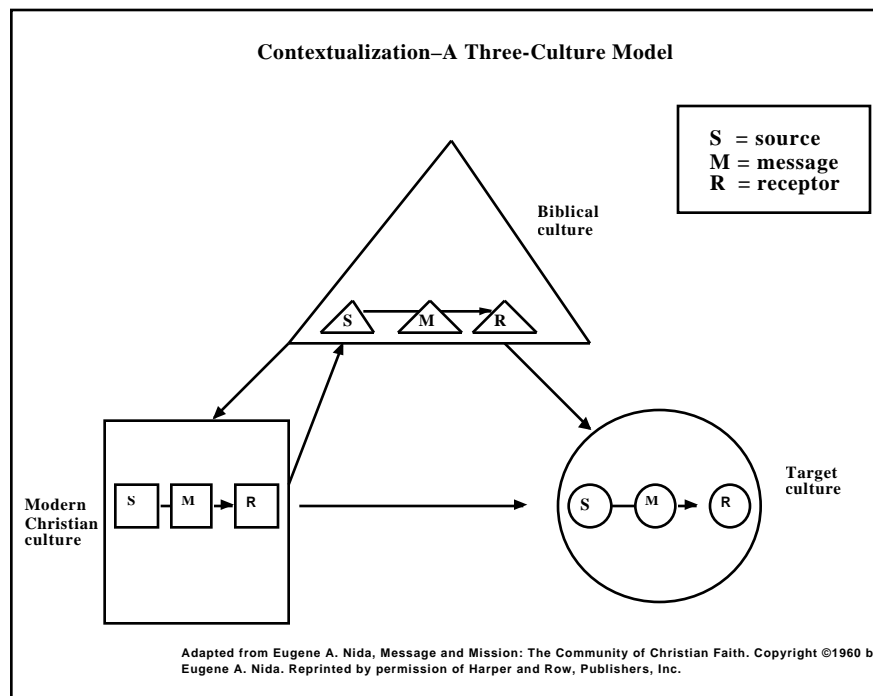 Contextualization–A Three-Culture Model
S = source
M = message
R = receptor
Biblical
culture
S M R
Modern
Christian
culture
S M R
Target
culture
S M R
Adapted from Eugene A. Nida, Message and Mission: The Community of Christian Faith. Copyright ©1960 b
Eugene A. Nida. Reprinted by permission of Harper and Row, Publishers, Inc.